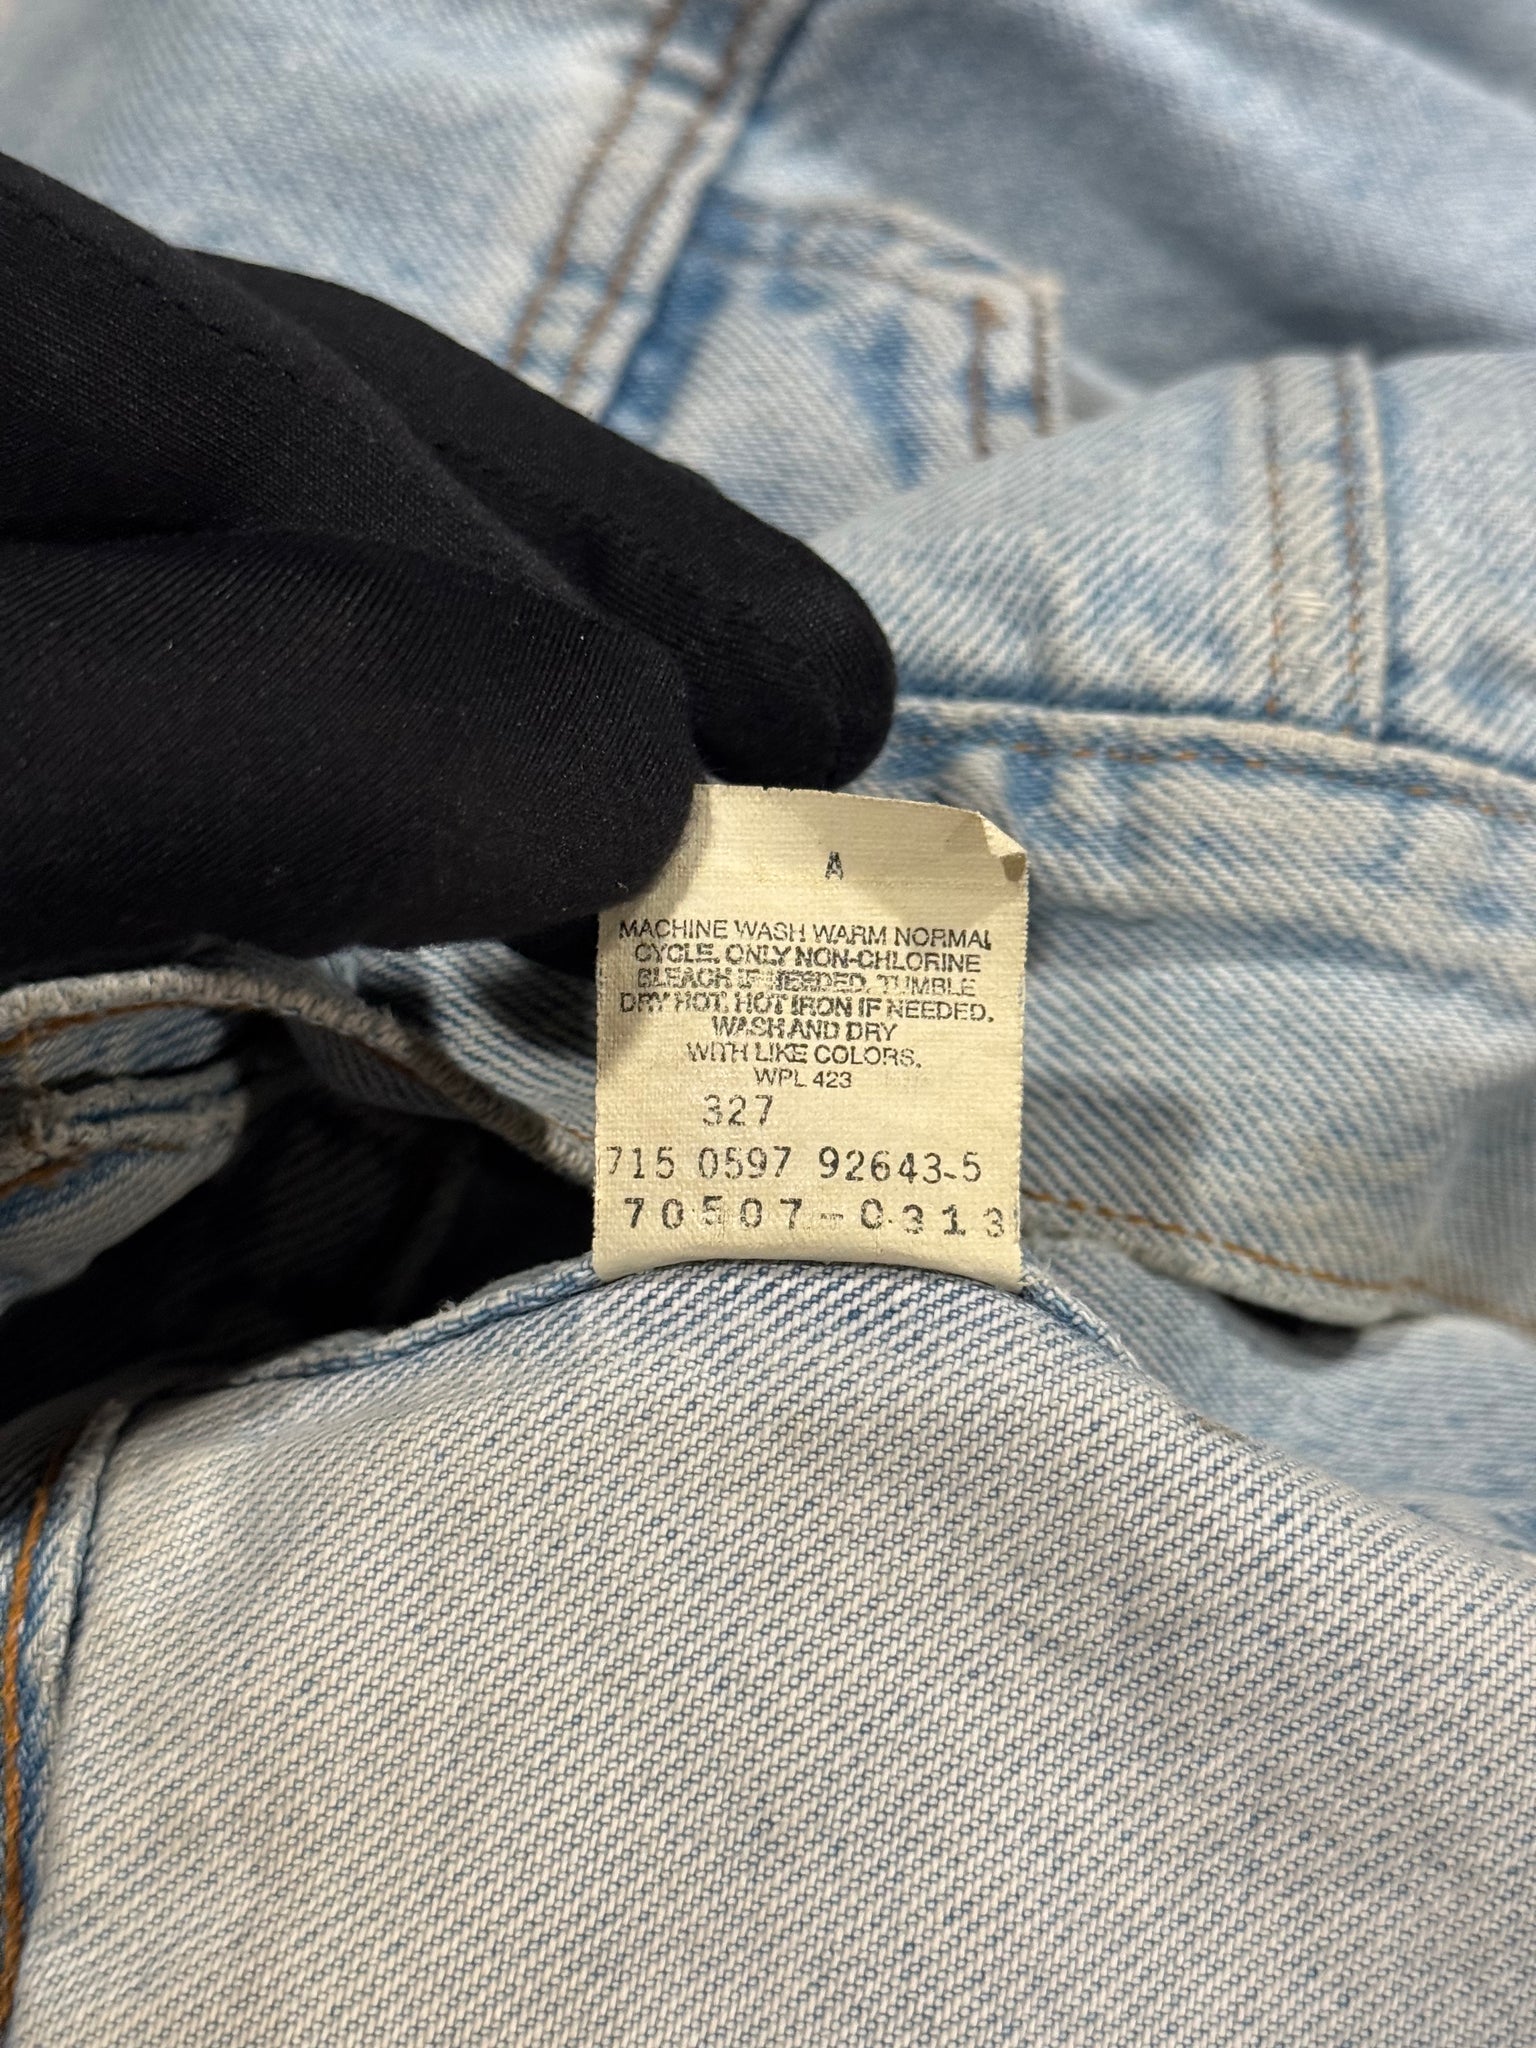 A
MACHINE WASH WARM NORMAL
CYCLE. ONLY NON-CHLORINE
BLEACH IF NEEDED. TUMBLE
DRY HOT. HOT IRON IF NEEDED.
WASH AND DRY
WITH LIKE COLORS.
WPL 423
327
715 0597 92643-5
70507-0313